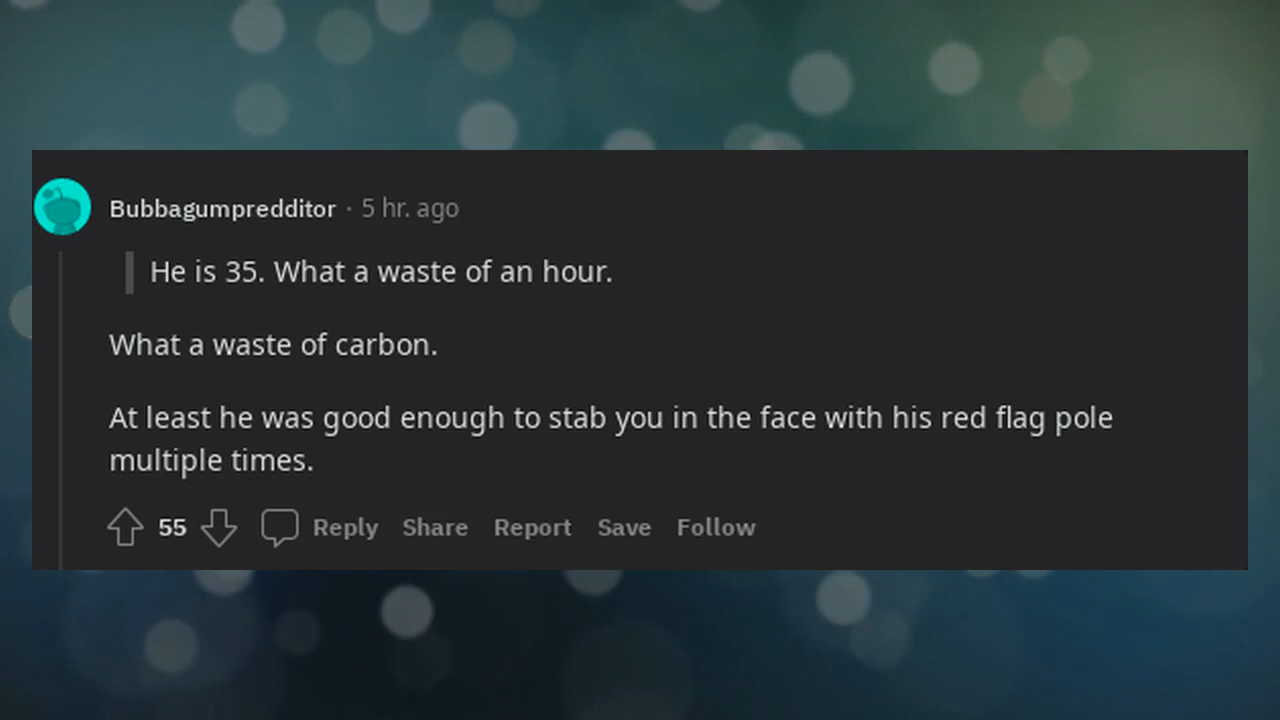 Bubbagumpredditor · 5 hr. ago
He is 35. What a waste of an hour.
What a waste of carbon.
At least he was good enough to stab you in the face with his red flag pole
multiple times.
55 Reply Share Report Save Follow